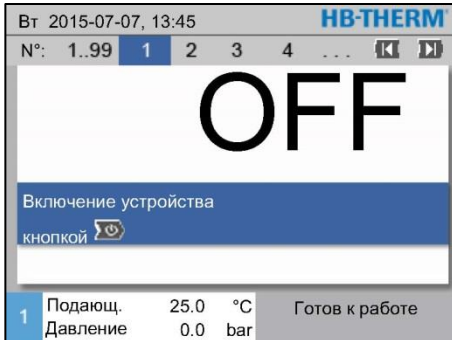 Вт 2015-07-07, 13:45 HB-THERM
N°: 1..99 1 2 3 4 ...
OFF
Включение устройства
кнопкой
1 Подающ. 25.0 °C Готов к работе
Давление 0.0 bar